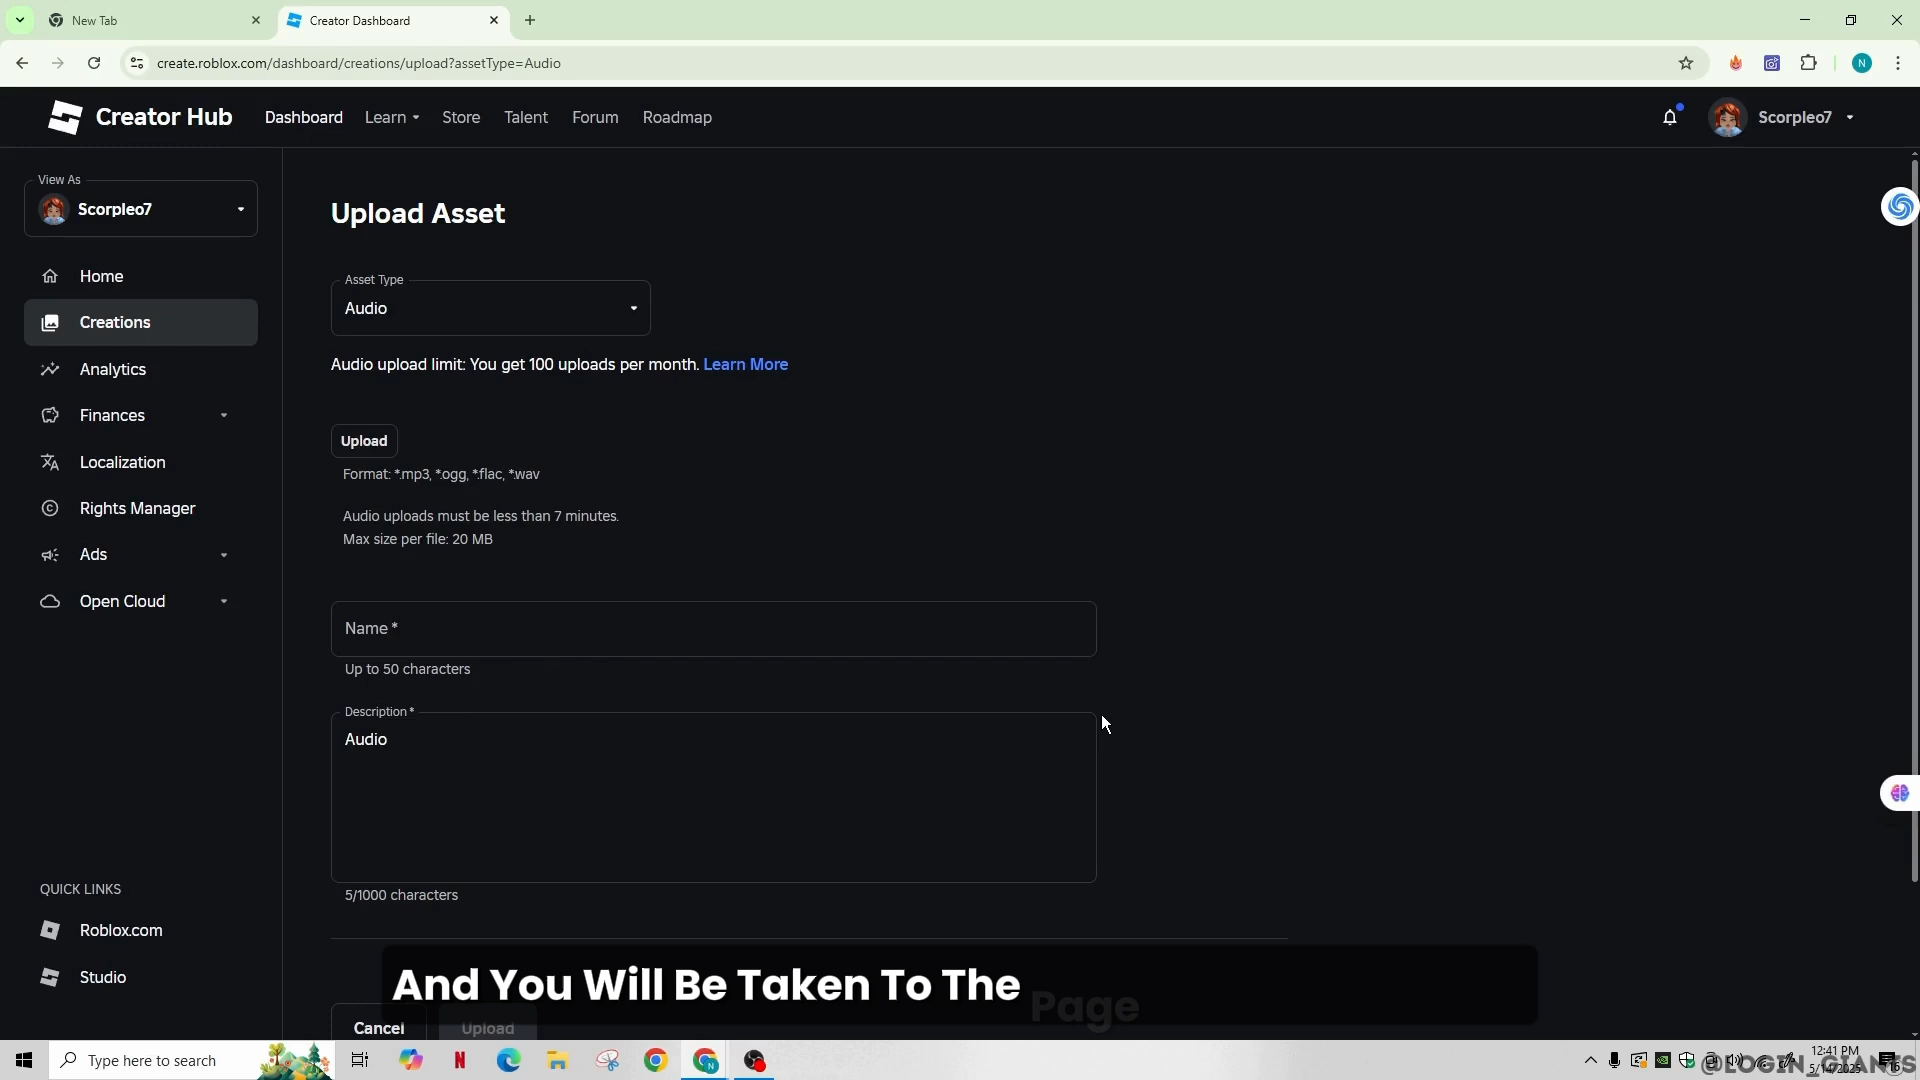 New Tab
Creator Dashboard
create.roblox.com/dashboard/creations/upload?assetType=Audio
N
Creator Hub
Dashboard
Learn
Store
Talent
Forum
Roadmap
Scorpleo7
View As
Scorpleo7
Home
Creations
Analytics
Finances
Localization
Rights Manager
Ads
Open Cloud
QUICK LINKS
Roblox.com
Studio
Upload Asset
Asset Type
Audio
Audio upload limit: You get 100 uploads per month. Learn More
Upload
Format: *.mp3, *.ogg, *.flac, *.wav
Audio uploads must be less than 7 minutes.
Max size per file: 20 MB
Name *
Up to 50 characters
Description *
Audio
5/1000 characters
And You Will Be Taken To The Page
Cancel
Upload
Type here to search
12:41 PM
5/14/2025
@LOGIN_GIANTS